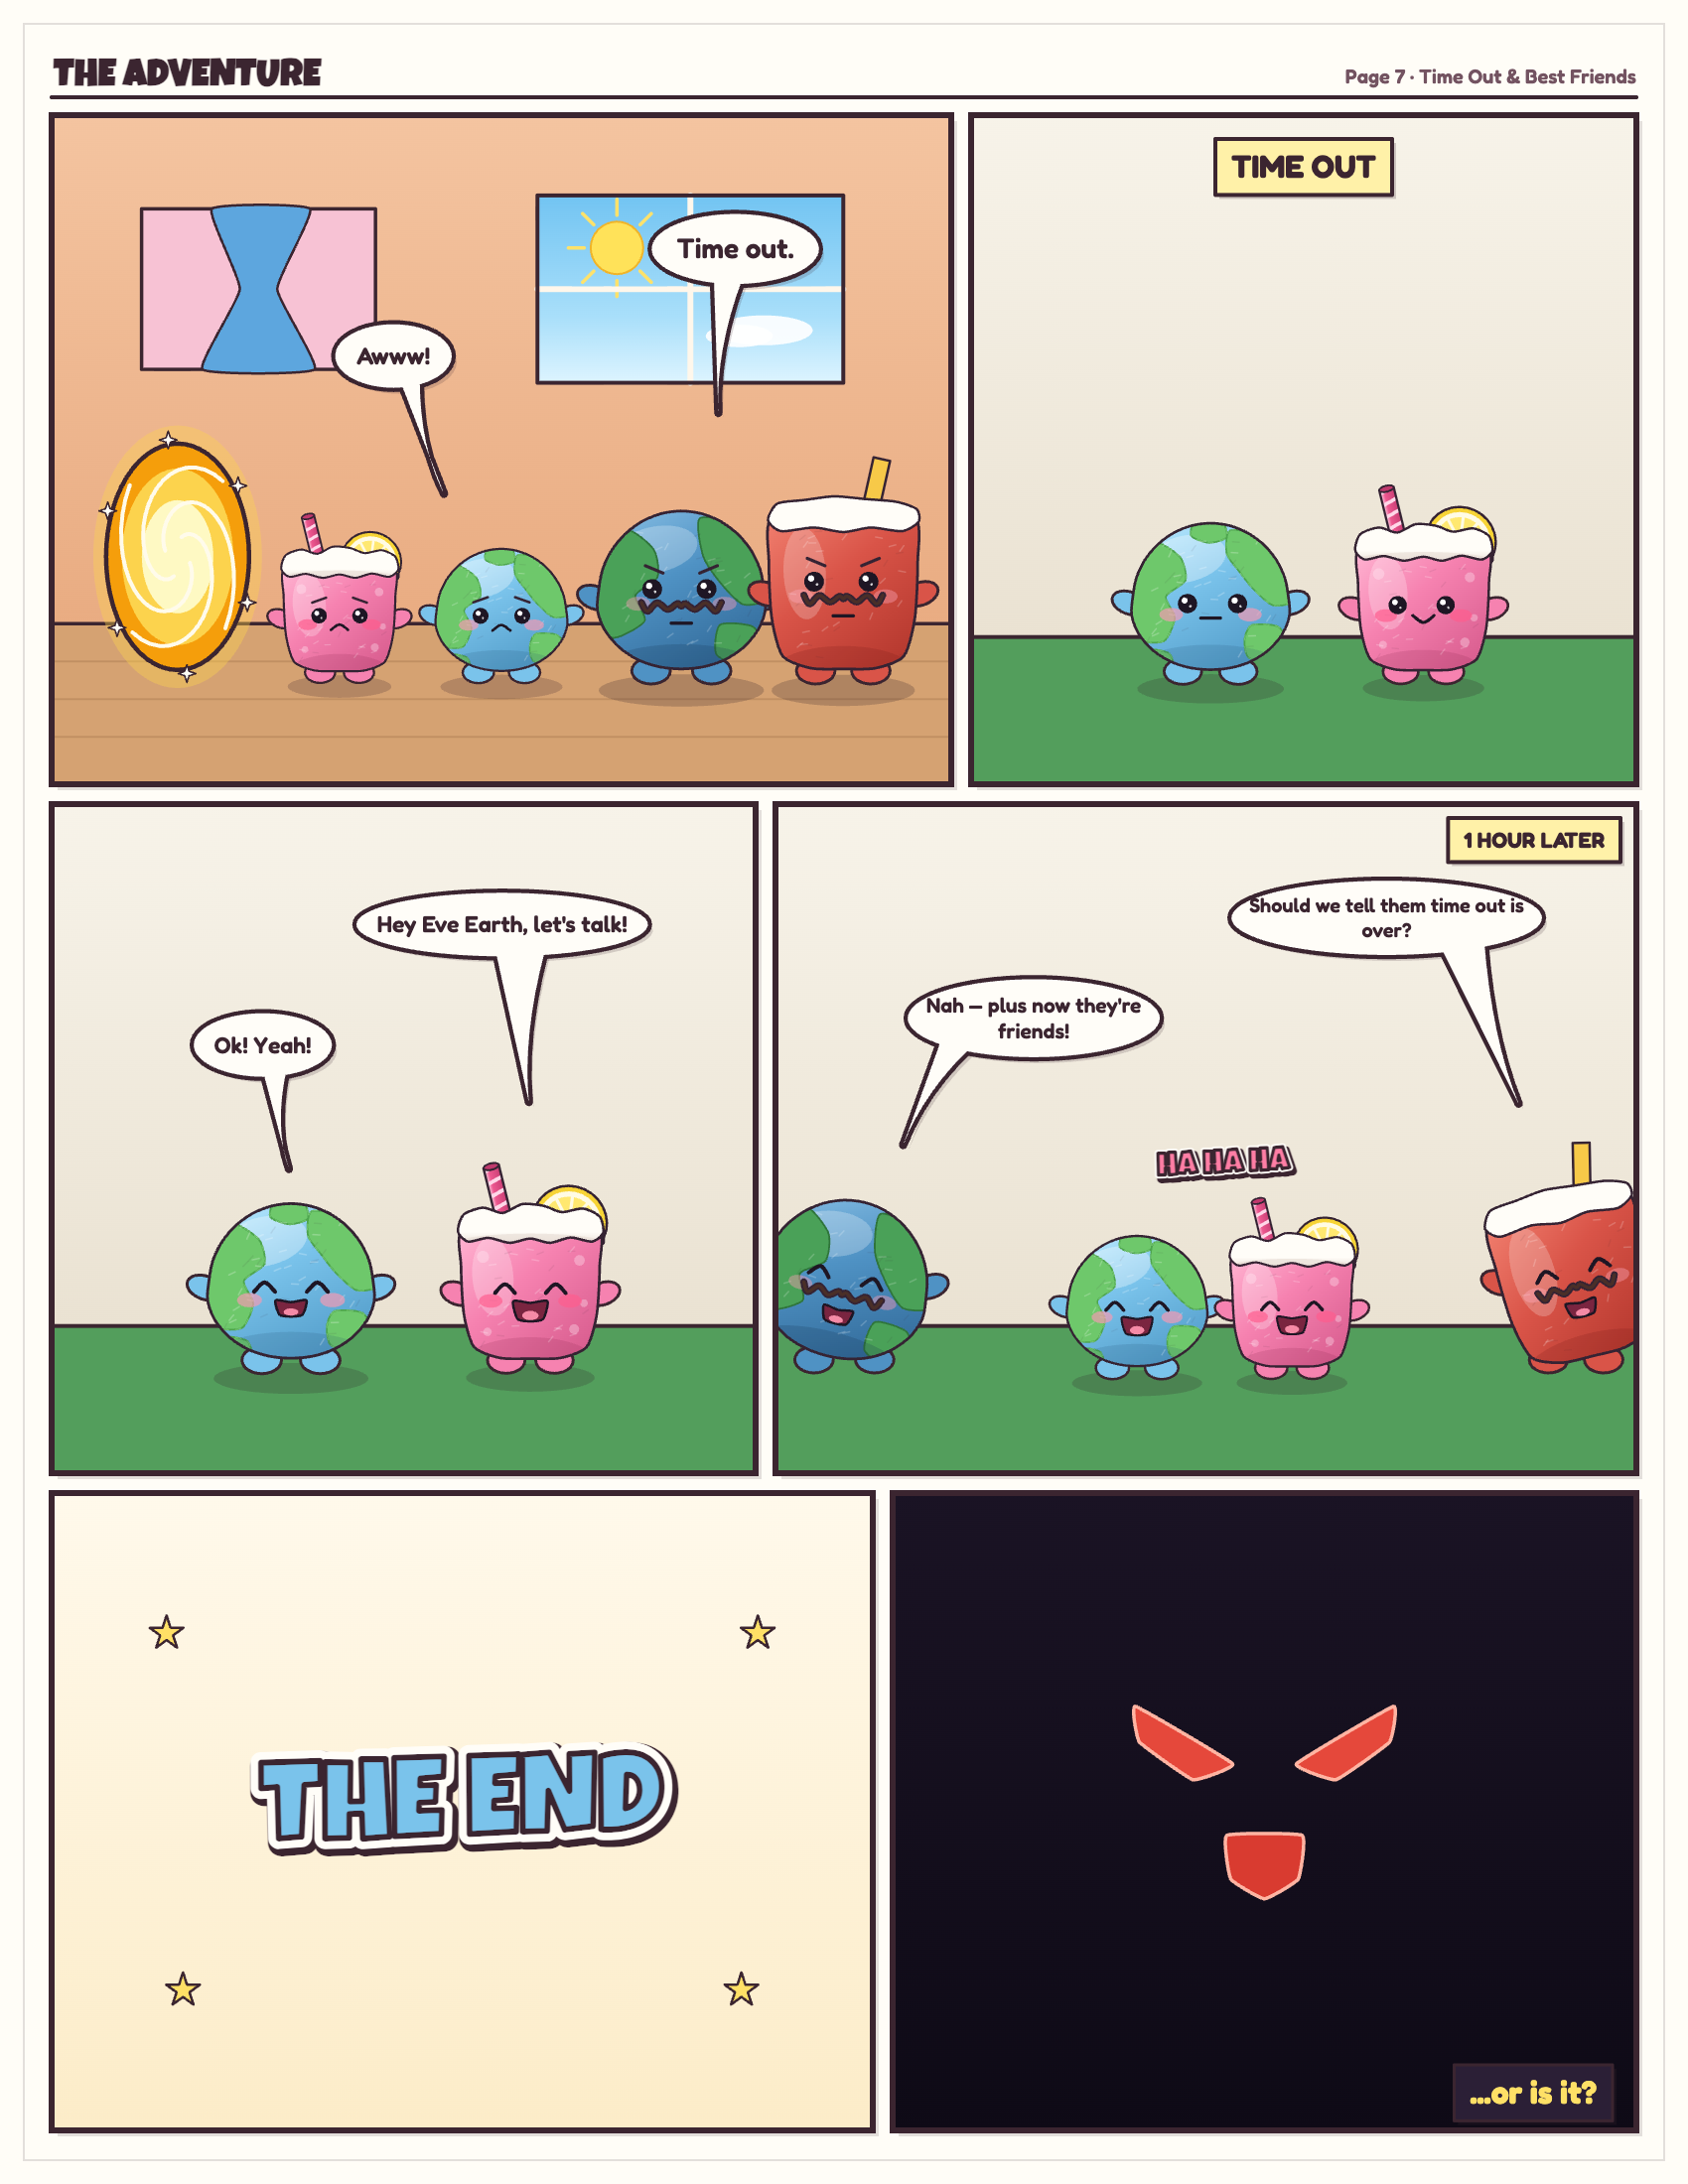 THE ADVENTURE
Page 7 · Time Out & Best Friends
Awww!
Time out.
TIME OUT
Hey Eve Earth, let's talk!
Ok! Yeah!
1 HOUR LATER
Should we tell them time out is
over?
Nah – plus now they're
friends!
HA HA HA
THE END
...or is it?